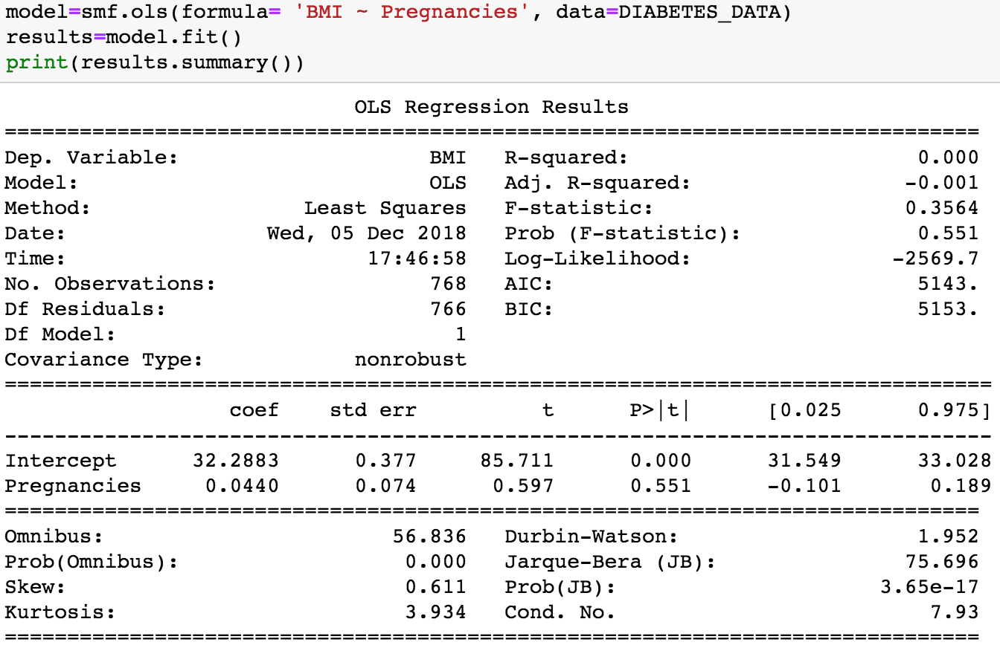 model=smf.ols(formula= 'BMI ~ Pregnancies', data=DIABETES_DATA)
results=model.fit()
print(results.summary())
                            OLS Regression Results
==============================================================================
Dep. Variable:                    BMI   R-squared:                       0.000
Model:                            OLS   Adj. R-squared:                 -0.001
Method:                 Least Squares   F-statistic:                    0.3564
Date:                Wed, 05 Dec 2018   Prob (F-statistic):              0.551
Time:                        17:46:58   Log-Likelihood:                -2569.7
No. Observations:                 768   AIC:                             5143.
Df Residuals:                     766   BIC:                             5153.
Df Model:                           1
Covariance Type:            nonrobust
===============================================================================
                  coef    std err          t      P>|t|      [0.025      0.975]
-------------------------------------------------------------------------------
Intercept      32.2883      0.377     85.711      0.000      31.549      33.028
Pregnancies     0.0440      0.074      0.597      0.551      -0.101       0.189
==============================================================================
Omnibus:                       56.836   Durbin-Watson:                   1.952
Prob(Omnibus):                  0.000   Jarque-Bera (JB):               75.696
Skew:                           0.611   Prob(JB):                     3.65e-17
Kurtosis:                       3.934   Cond. No.                         7.93
==============================================================================